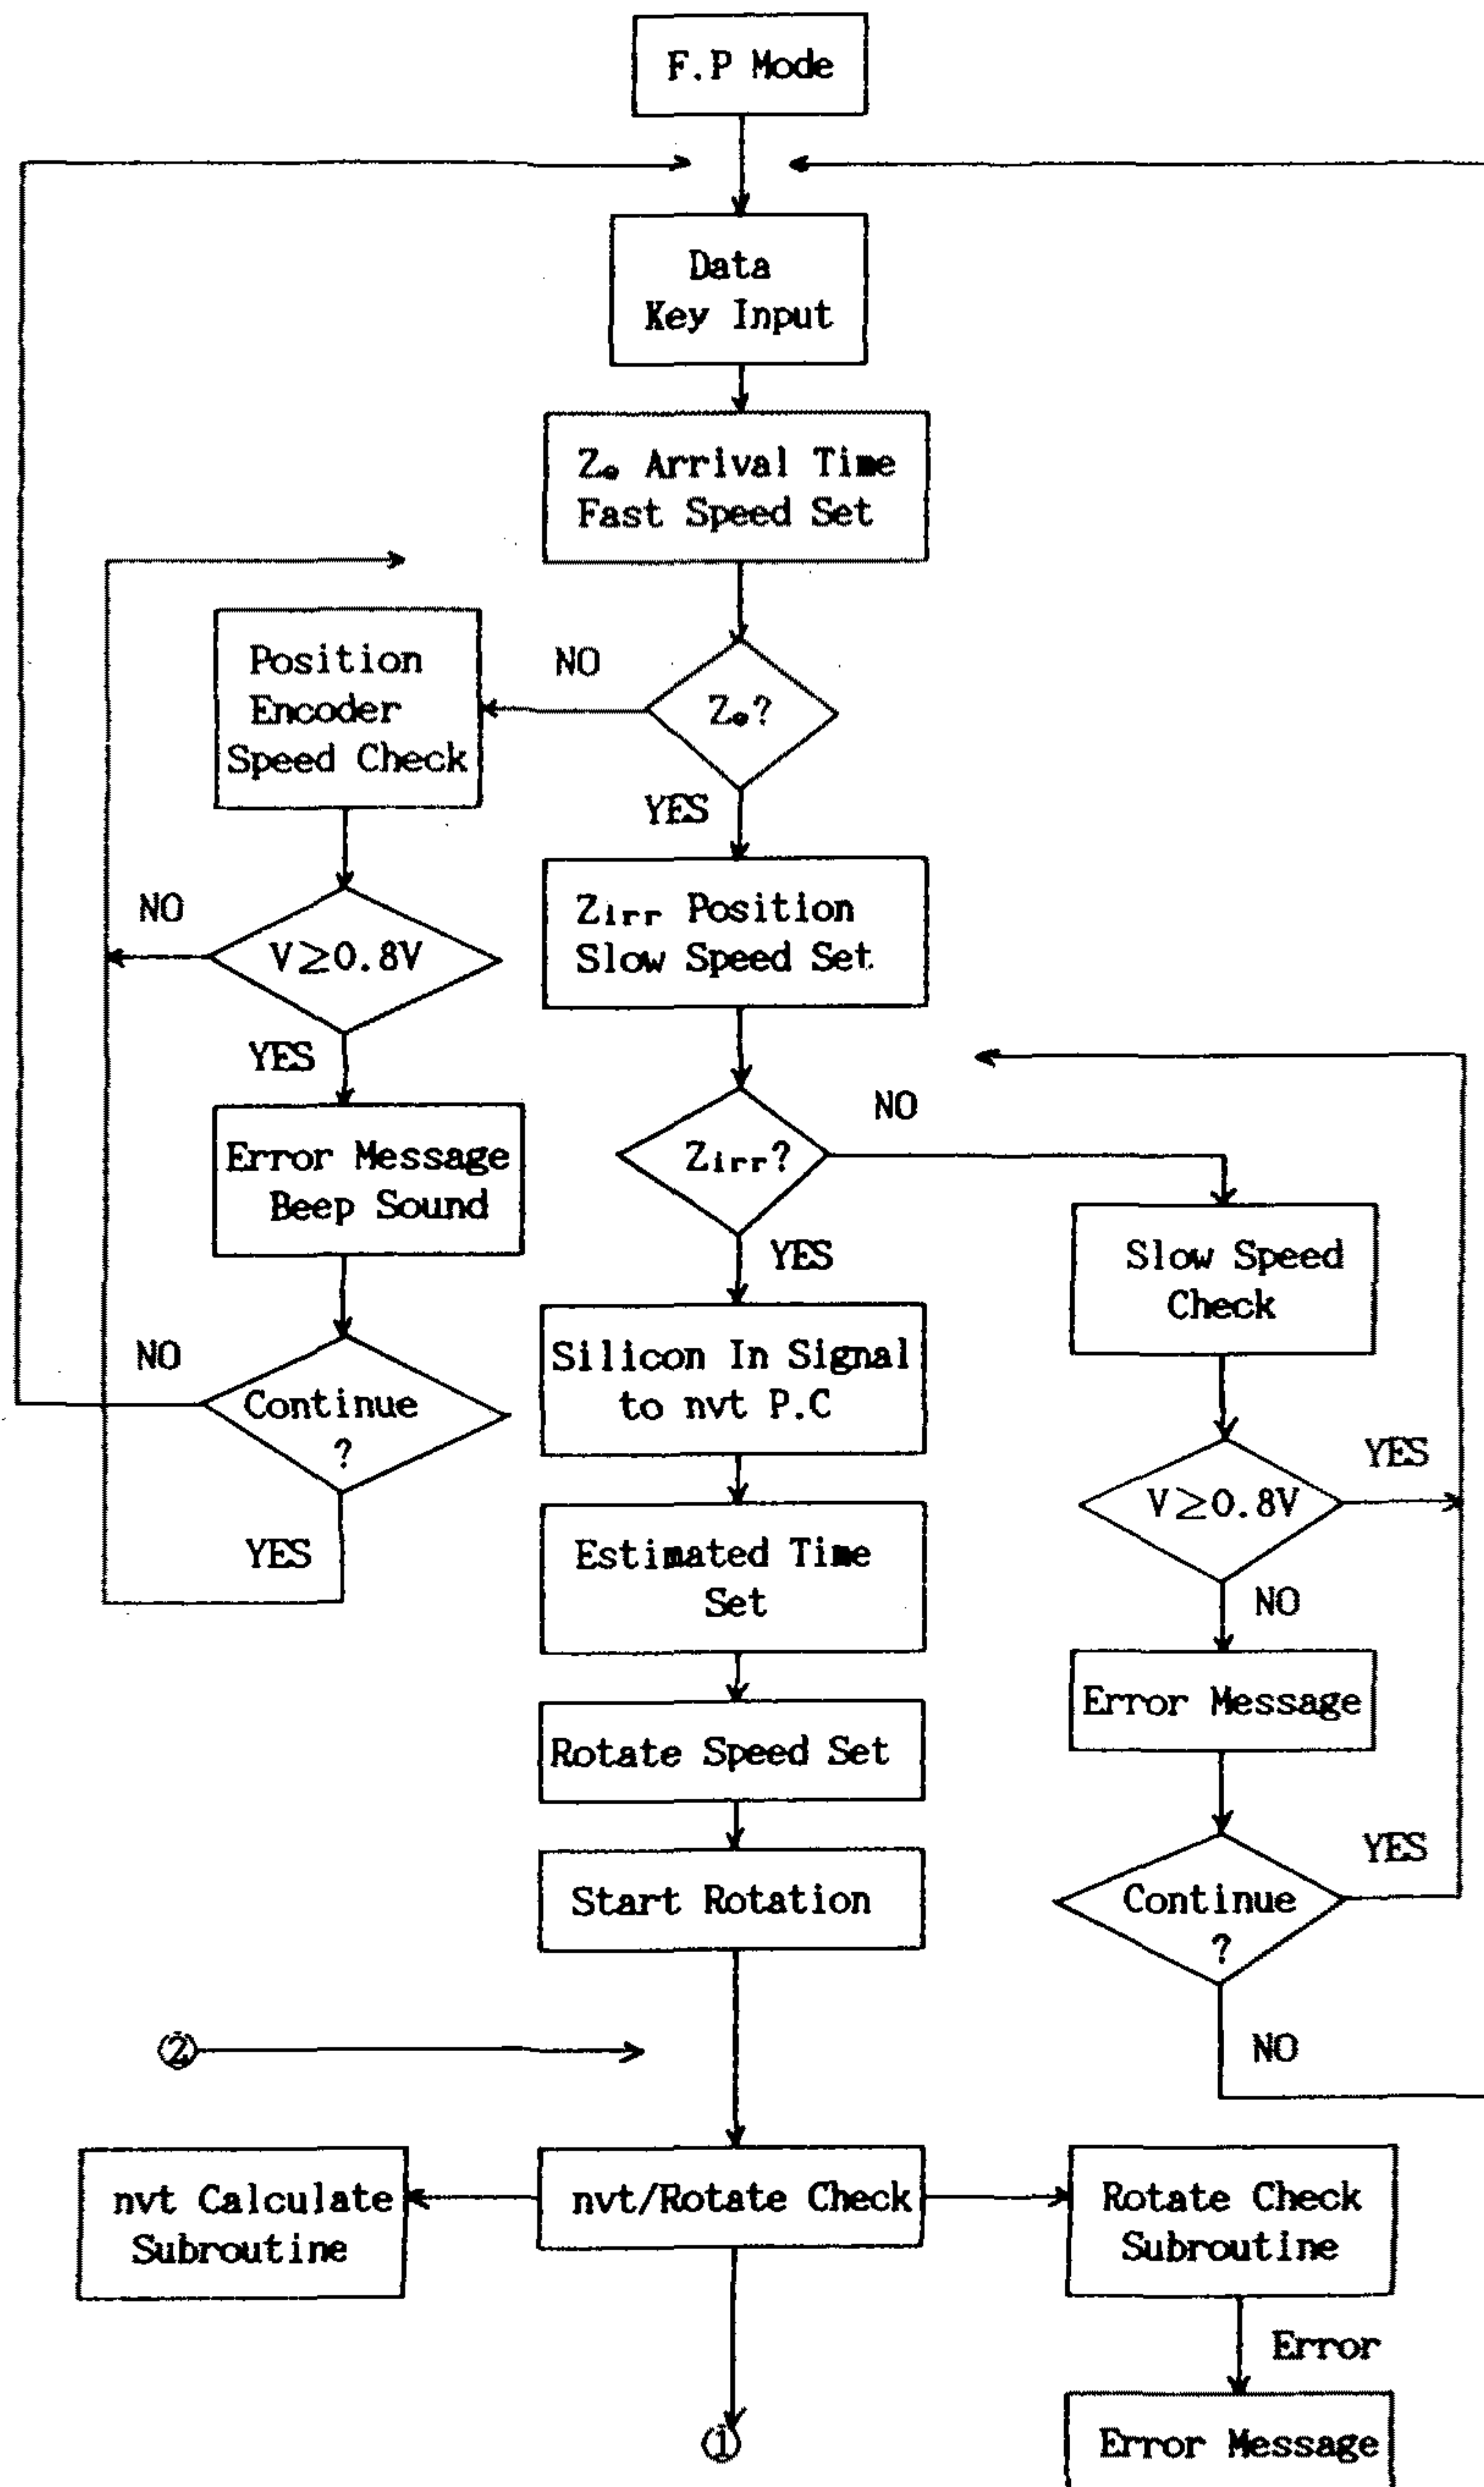 F.P Mode
Data
Key Input
Z₀ Arrival Time
Fast Speed Set
Position
Encoder
Speed Check
NO
Z₀?
YES
NO
V≥0.8V
YES
Zirr Position
Slow Speed Set
Error Message
Beep Sound
Zirr?
NO
YES
Slow Speed
Check
NO
Continue
?
YES
Silicon In Signal
to nvt P.C
V≥0.8V
YES
NO
Estimated Time
Set
Error Message
Rotate Speed Set
Continue
?
YES
NO
Start Rotation
②
nvt Calculate
Subroutine
nvt/Rotate Check
Rotate Check
Subroutine
Error
①
Error Message